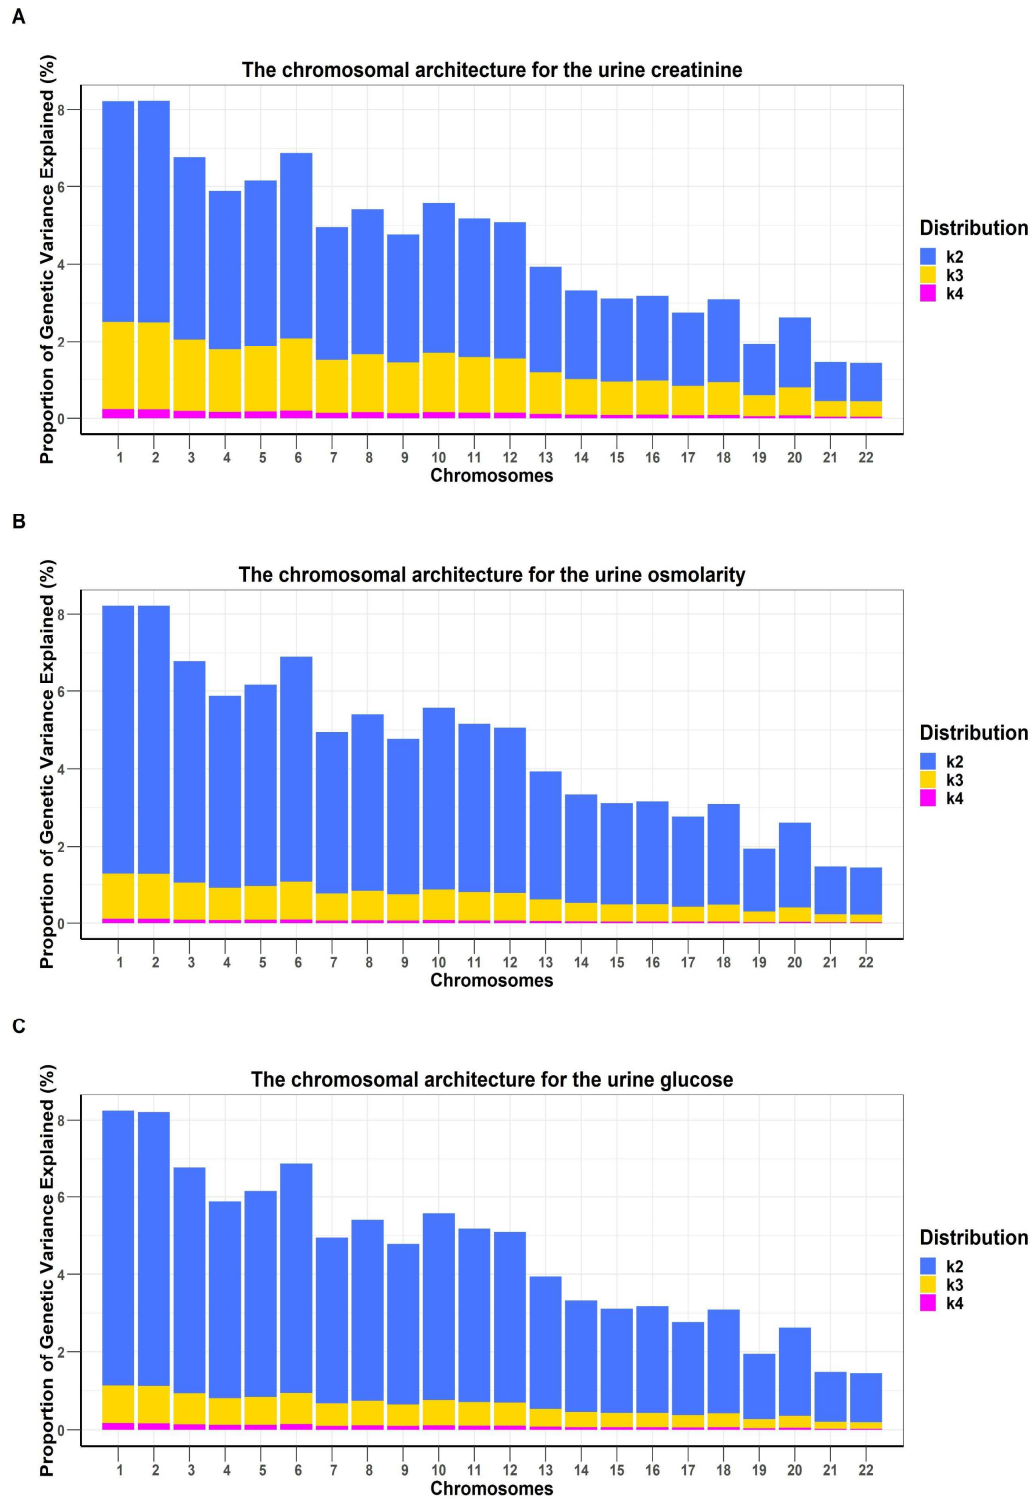 A
The chromosomal architecture for the urine creatinine
Proportion of Genetic Variance Explained (%)
8
6
4
2
0
1 2 3 4 5 6 7 8 9 10 11 12 13 14 15 16 17 18 19 20 21 22
Chromosomes
Distribution
k2
k3
k4
B
The chromosomal architecture for the urine osmolarity
Proportion of Genetic Variance Explained (%)
8
6
4
2
0
1 2 3 4 5 6 7 8 9 10 11 12 13 14 15 16 17 18 19 20 21 22
Chromosomes
Distribution
k2
k3
k4
C
The chromosomal architecture for the urine glucose
Proportion of Genetic Variance Explained (%)
8
6
4
2
0
1 2 3 4 5 6 7 8 9 10 11 12 13 14 15 16 17 18 19 20 21 22
Chromosomes
Distribution
k2
k3
k4